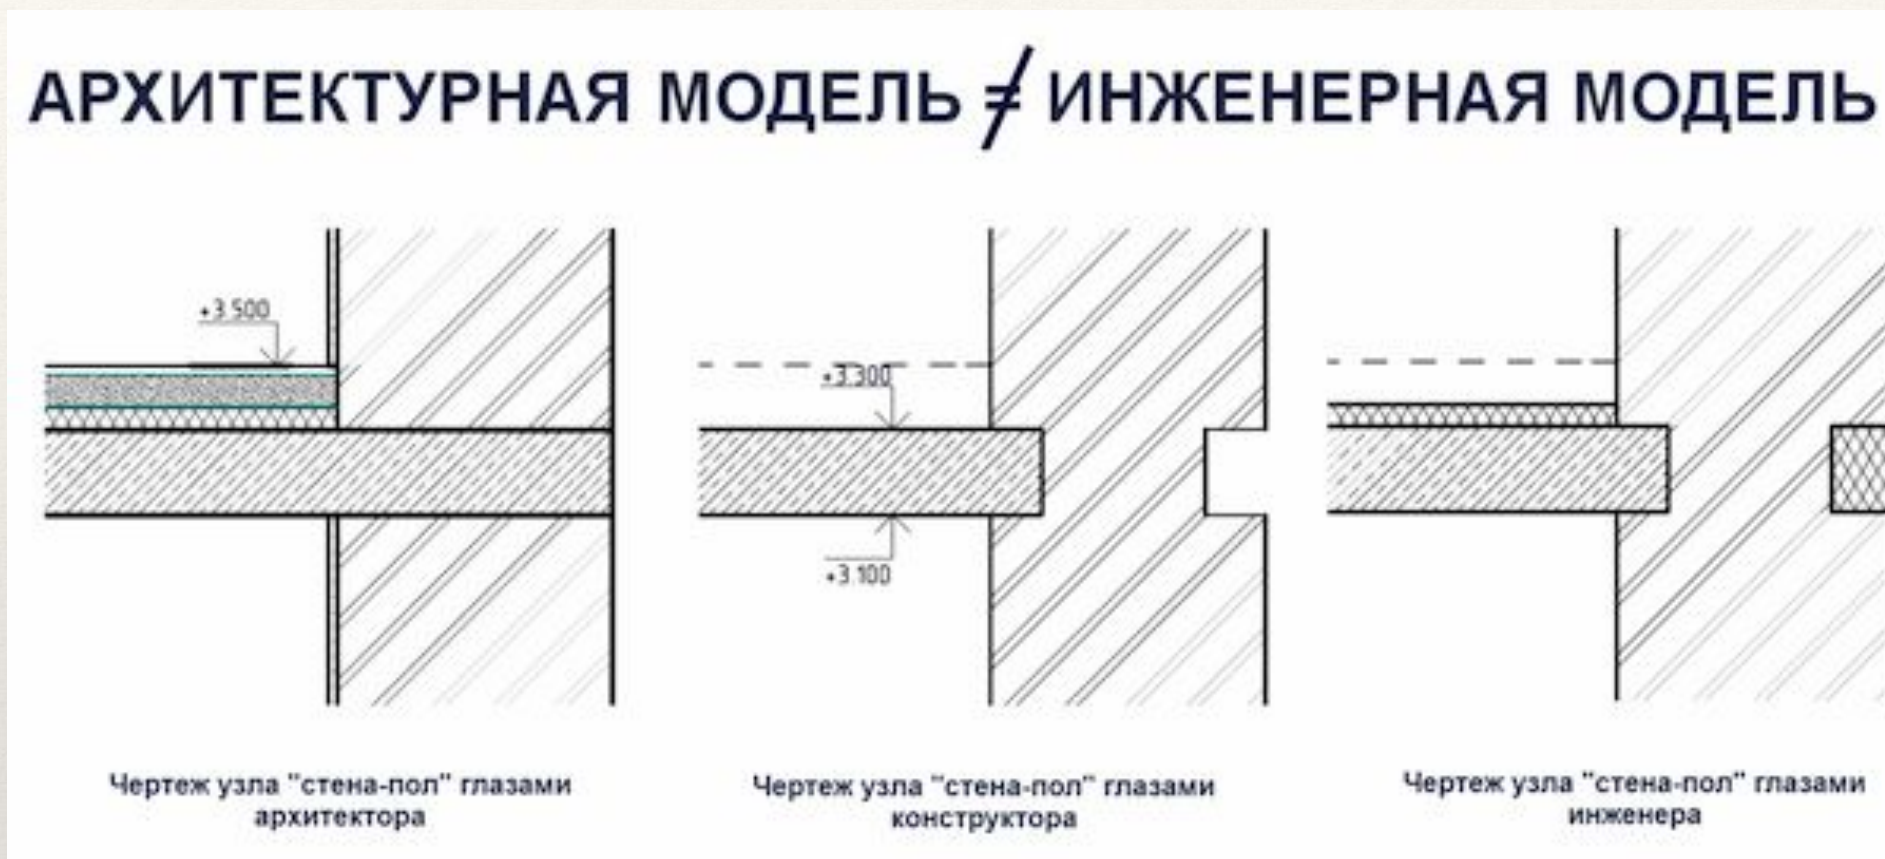 АРХИТЕКТУРНАЯ МОДЕЛЬ ≠ ИНЖЕНЕРНАЯ МОДЕЛЬ
+3.500
+3.300
+3.100
Чертеж узла "стена-пол" глазами
архитектора
Чертеж узла "стена-пол" глазами
конструктора
Чертеж узла "стена-пол" глазами
инженера